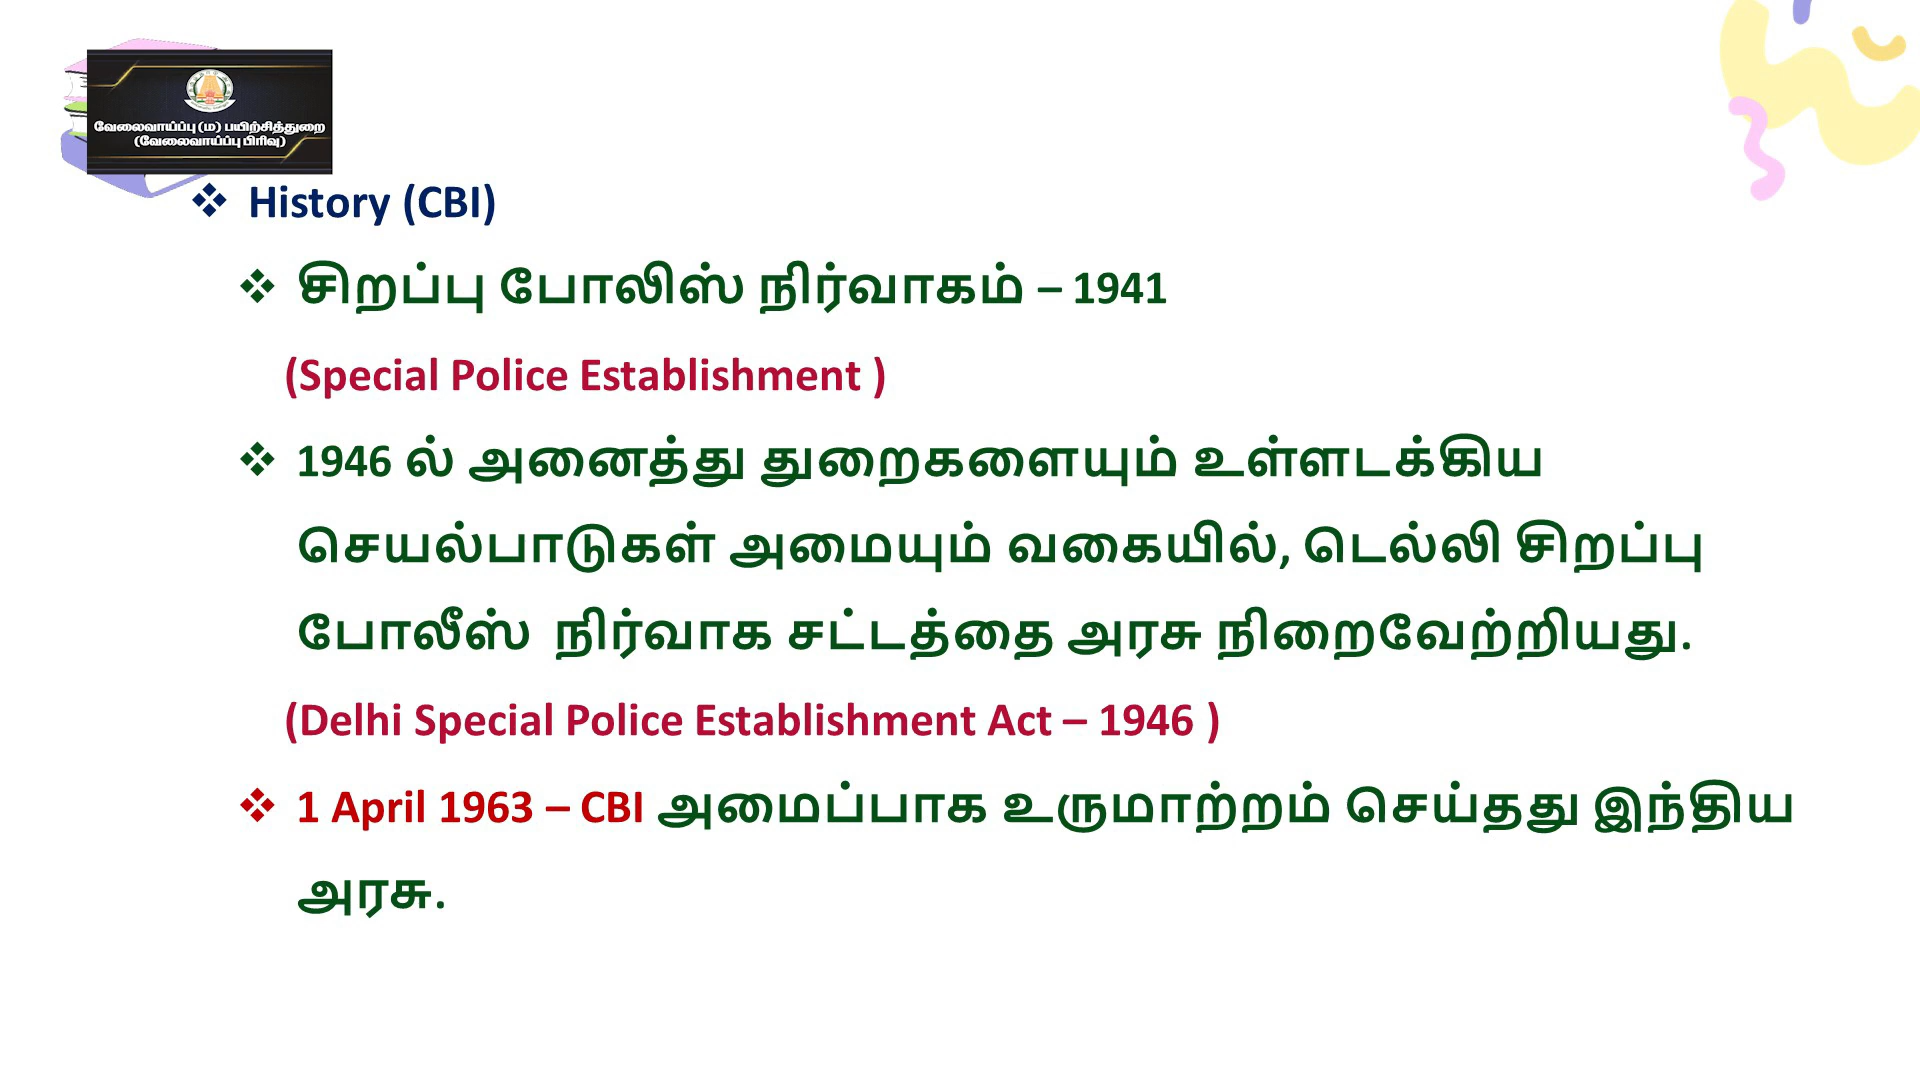 வேலைவாய்ப்பு (ம) பயிற்சித்துறை
(வேலைவாய்ப்பு பிரிவு)
❖ History (CBI)
❖ சிறப்பு போலிஸ் நிர்வாகம் – 1941
(Special Police Establishment )
❖ 1946 ல் அனைத்து துறைகளையும் உள்ளடக்கிய
செயல்பாடுகள் அமையும் வகையில், டெல்லி சிறப்பு
போலீஸ் நிர்வாக சட்டத்தை அரசு நிறைவேற்றியது.
(Delhi Special Police Establishment Act – 1946 )
❖ 1 April 1963 – CBI அமைப்பாக உருமாற்றம் செய்தது இந்திய
அரசு.